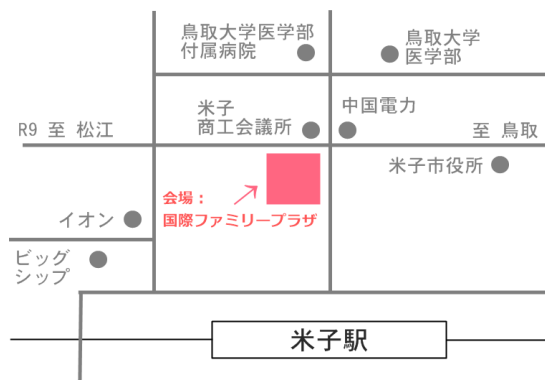 鳥取大学医学部
付属病院
鳥取大学
医学部
米子
商工会議所
中国電力
R9 至 松江
至 鳥取
米子市役所
会場：
国際ファミリープラザ
イオン
ビッグ
シップ
米子駅